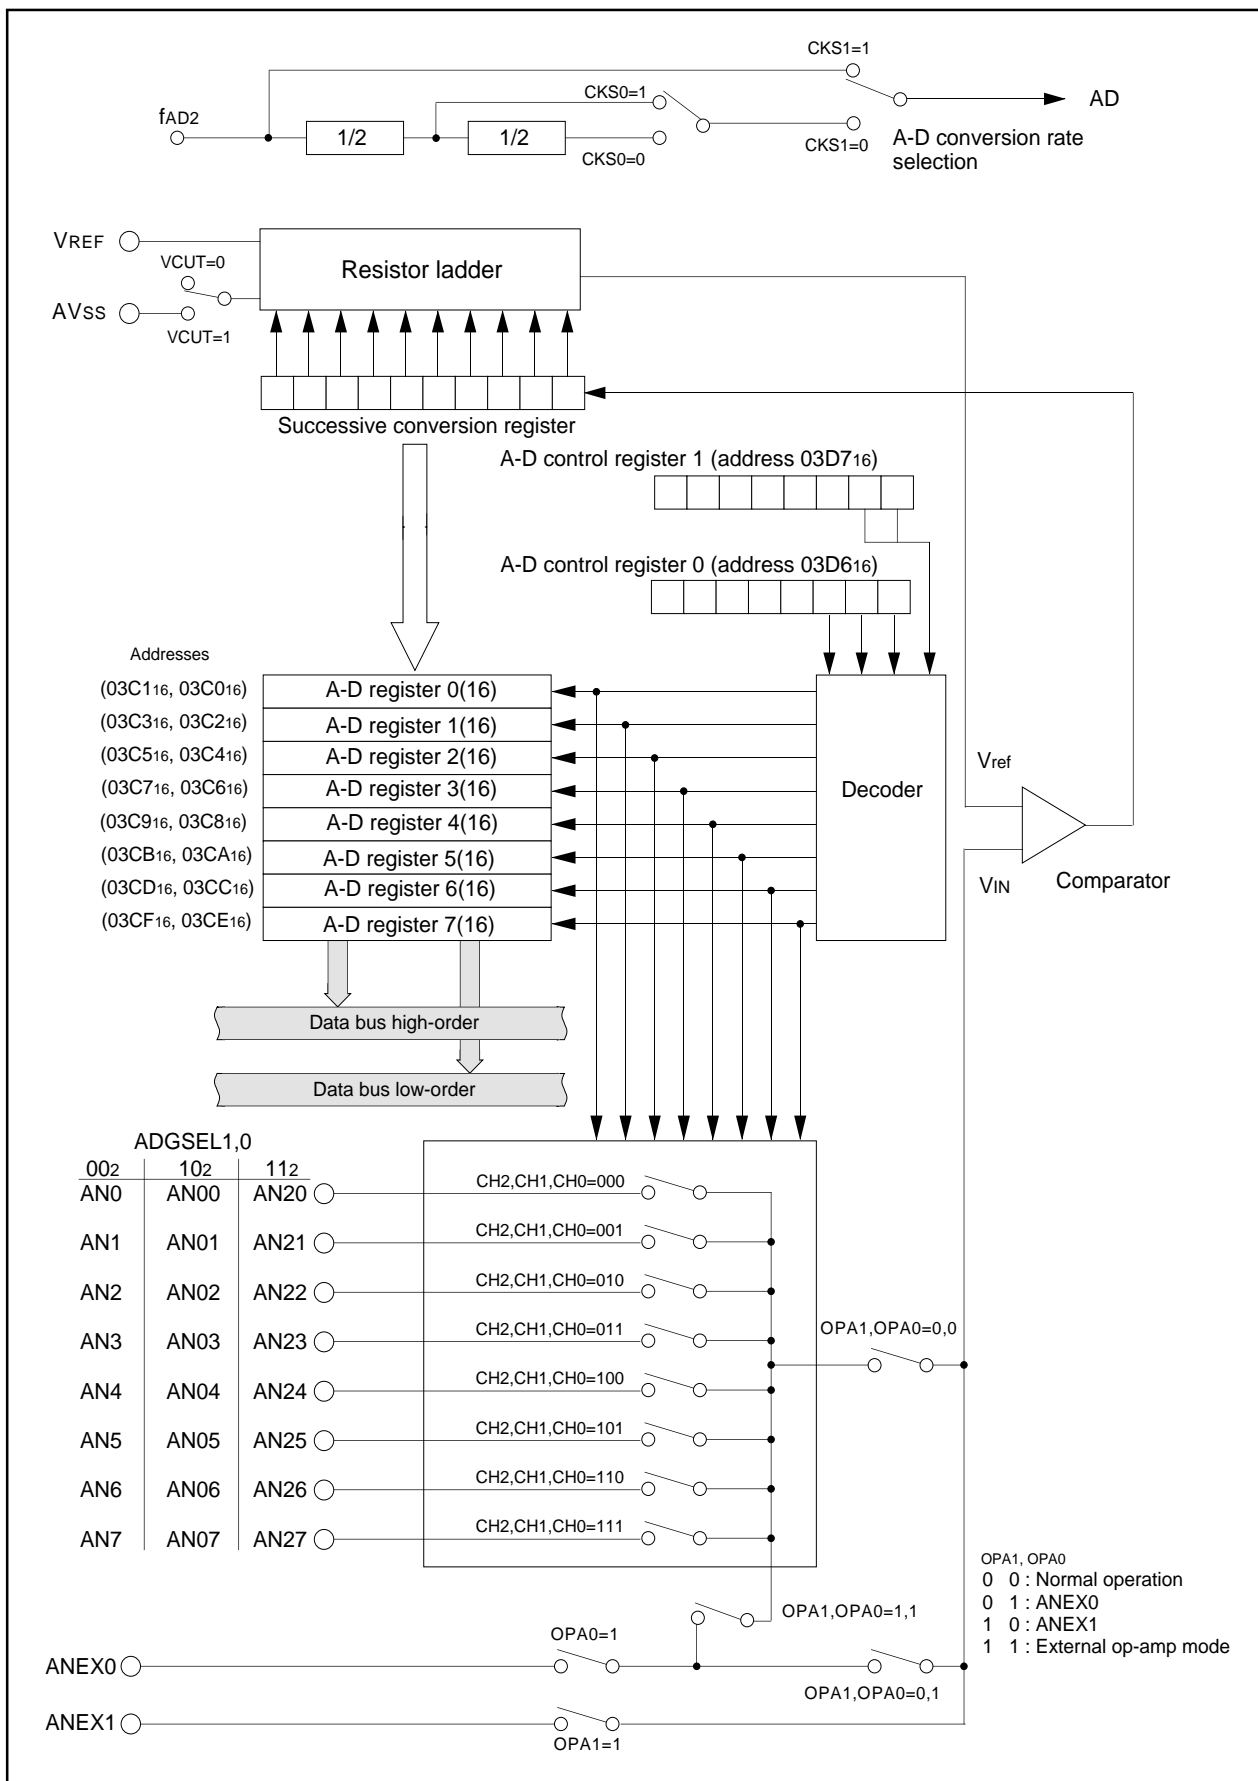 CKS1=1
CKS0=1
fAD2
AD
1/2
1/2
CKS0=0
CKS1=0
A-D conversion rate
selection
VREF
VCUT=0
Resistor ladder
AVSS
VCUT=1
Successive conversion register
A-D control register 1 (address 03D716)
A-D control register 0 (address 03D616)
Addresses
(03C116, 03C016)
A-D register 0(16)
(03C316, 03C216)
A-D register 1(16)
(03C516, 03C416)
A-D register 2(16)
(03C716, 03C616)
A-D register 3(16)
(03C916, 03C816)
A-D register 4(16)
(03CB16, 03CA16)
A-D register 5(16)
(03CD16, 03CC16)
A-D register 6(16)
(03CF16, 03CE16)
A-D register 7(16)
Decoder
Vref
VIN
Comparator
Data bus high-order
Data bus low-order
ADGSEL1,0
002 102 112
AN0 AN00 AN20 CH2,CH1,CH0=000
AN1 AN01 AN21 CH2,CH1,CH0=001
AN2 AN02 AN22 CH2,CH1,CH0=010
AN3 AN03 AN23 CH2,CH1,CH0=011
OPA1,OPA0=0,0
AN4 AN04 AN24 CH2,CH1,CH0=100
AN5 AN05 AN25 CH2,CH1,CH0=101
AN6 AN06 AN26 CH2,CH1,CH0=110
AN7 AN07 AN27 CH2,CH1,CH0=111
OPA1, OPA0
0 0 : Normal operation
0 1 : ANEX0
1 0 : ANEX1
1 1 : External op-amp mode
OPA1,OPA0=1,1
OPA0=1
ANEX0
OPA1,OPA0=0,1
ANEX1
OPA1=1